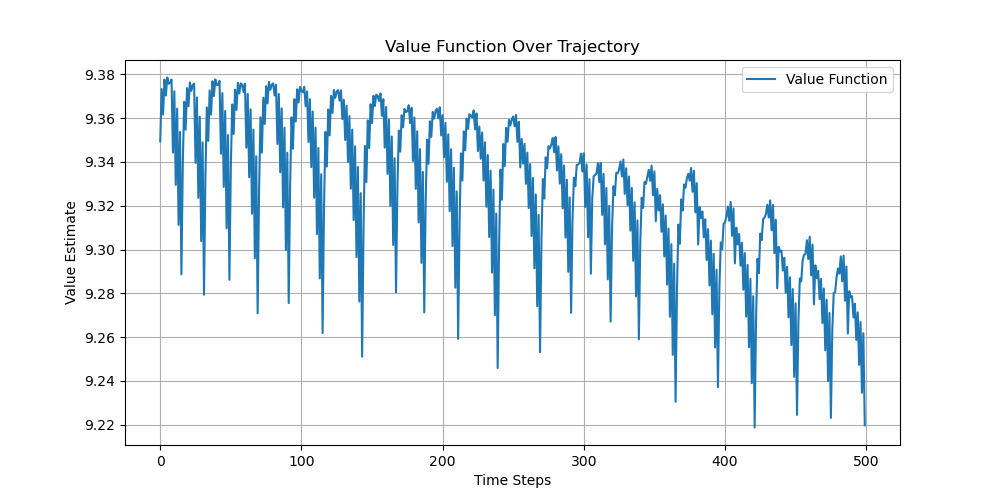 Value Function Over Trajectory
Value Function
9.38
9.36
9.34
9.32
9.30
9.28
9.26
9.24
9.22
Value Estimate
0 100 200 300 400 500
Time Steps